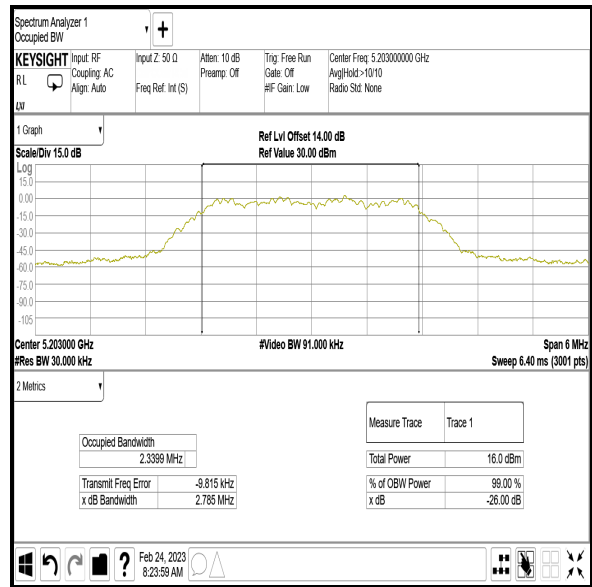 Spectrum Analyzer 1
Occupied BW
KEYSIGHT Input: RF Input Z: 50 Ω Atten: 10 dB Trig: Free Run Center Freq: 5.203000000 GHz
Coupling: AC Preamp: Off Gate: Off Avg|Hold:>10/10
RL Align: Auto Freq Ref: Int (S) #IF Gain: Low Radio Std: None
LXI
1 Graph
Ref Lvl Offset 14.00 dB
Scale/Div 15.0 dB Ref Value 30.00 dBm
Log
15.0
0.00
-15.0
-30.0
-45.0
-60.0
-75.0
-90.0
-105
Center 5.203000 GHz #Video BW 91.000 kHz Span 6 MHz
#Res BW 30.000 kHz Sweep 6.40 ms (3001 pts)
2 Metrics
Measure Trace Trace 1
Occupied Bandwidth
2.3399 MHz Total Power 16.0 dBm
Transmit Freq Error -9.815 kHz % of OBW Power 99.00 %
x dB Bandwidth 2.785 MHz x dB -26.00 dB
? Feb 24, 2023
8:23:59 AM